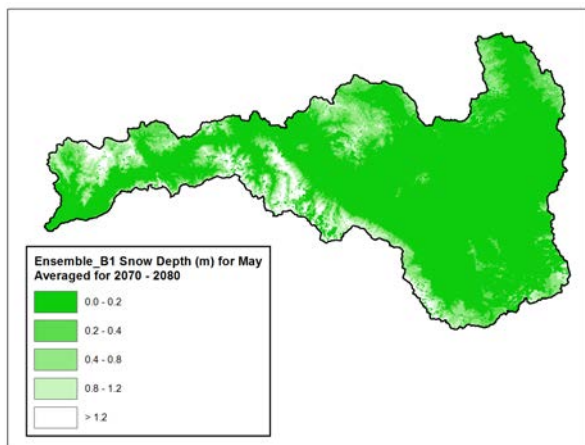 Ensemble_B1 Snow Depth (m) for May
Averaged for 2070 - 2080
0.0 - 0.2
0.2 - 0.4
0.4 - 0.8
0.8 - 1.2
> 1.2